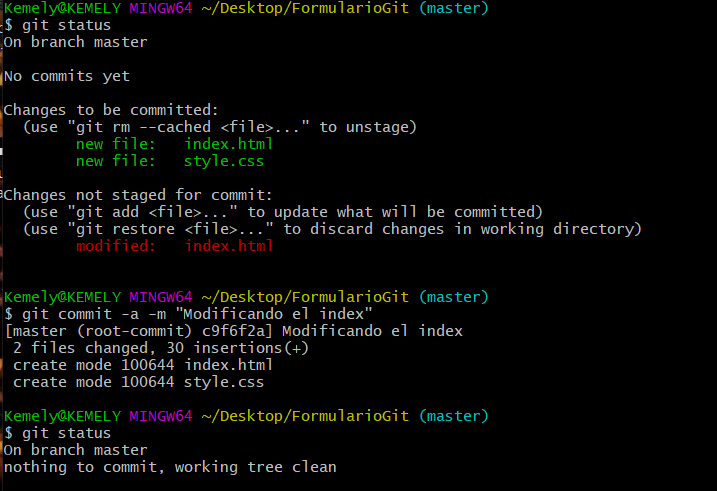 Kemely@KEMELY MINGW64 ~/Desktop/FormularioGit (master)
$ git status
On branch master
No commits yet
Changes to be committed:
  (use "git rm --cached <file>..." to unstage)
        new file:   index.html
        new file:   style.css
Changes not staged for commit:
  (use "git add <file>..." to update what will be committed)
  (use "git restore <file>..." to discard changes in working directory)
        modified:   index.html
Kemely@KEMELY MINGW64 ~/Desktop/FormularioGit (master)
$ git commit -a -m "Modificando el index"
[master (root-commit) c9f6f2a] Modificando el index
 2 files changed, 30 insertions(+)
 create mode 100644 index.html
 create mode 100644 style.css
Kemely@KEMELY MINGW64 ~/Desktop/FormularioGit (master)
$ git status
On branch master
nothing to commit, working tree clean